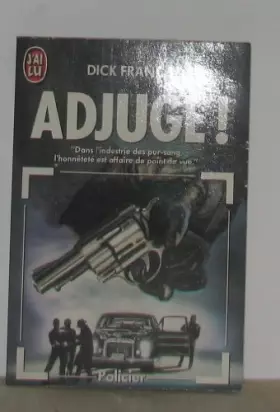 J'AI
LU
DICK FRANCIS
ADJUGÉ!
"Dans l'industrie des pur-sang
l'honnêteté est affaire de point de vue."
Policier